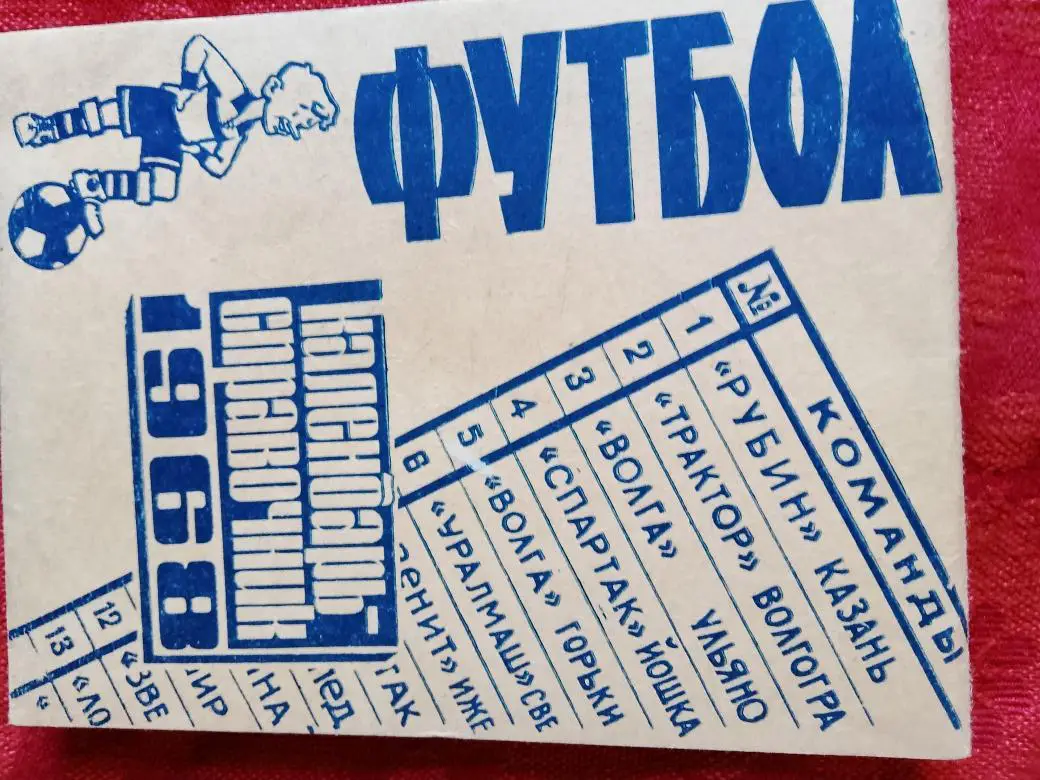 ФУТБОЛ
календарь-
справочник
1968
№ КОМАНДЫ
1 «РУБИН» КАЗАНЬ
2 «ТРАКТОР» ВОЛГОГРА
3 «ВОЛГА» УЛЬЯНО
4 «СПАРТАК» ЙОШКА
5 «ВОЛГА» ГОРЬКИ
6 «УРАЛМАШ» СВЕ
ЗЕНИТ» ИЖЕ
ТАК
ЛЕД
НА
ИР
12 «ЗВЕ
13 «ЛО
«